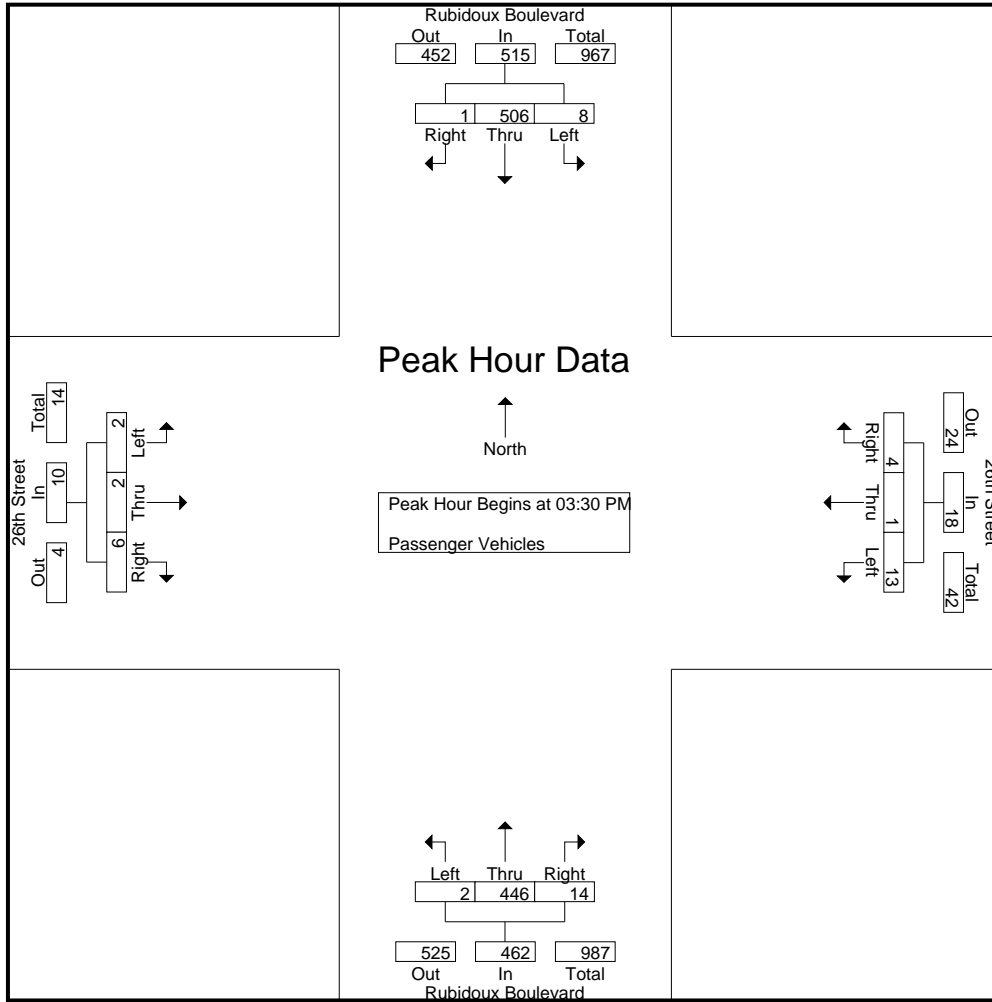 Rubidoux Boulevard
Out In Total
452 515 967
1 506 8
Right Thru Left
Peak Hour Data
North
Peak Hour Begins at 03:30 PM
Passenger Vehicles
26th Street
Total In Out
14 10 4
2 2 6
Left Thru Right
26th Street
Out In Total
24 18 42
4 1 13
Right Thru Left
Left Thru Right
2 446 14
525 462 987
Out In Total
Rubidoux Boulevard